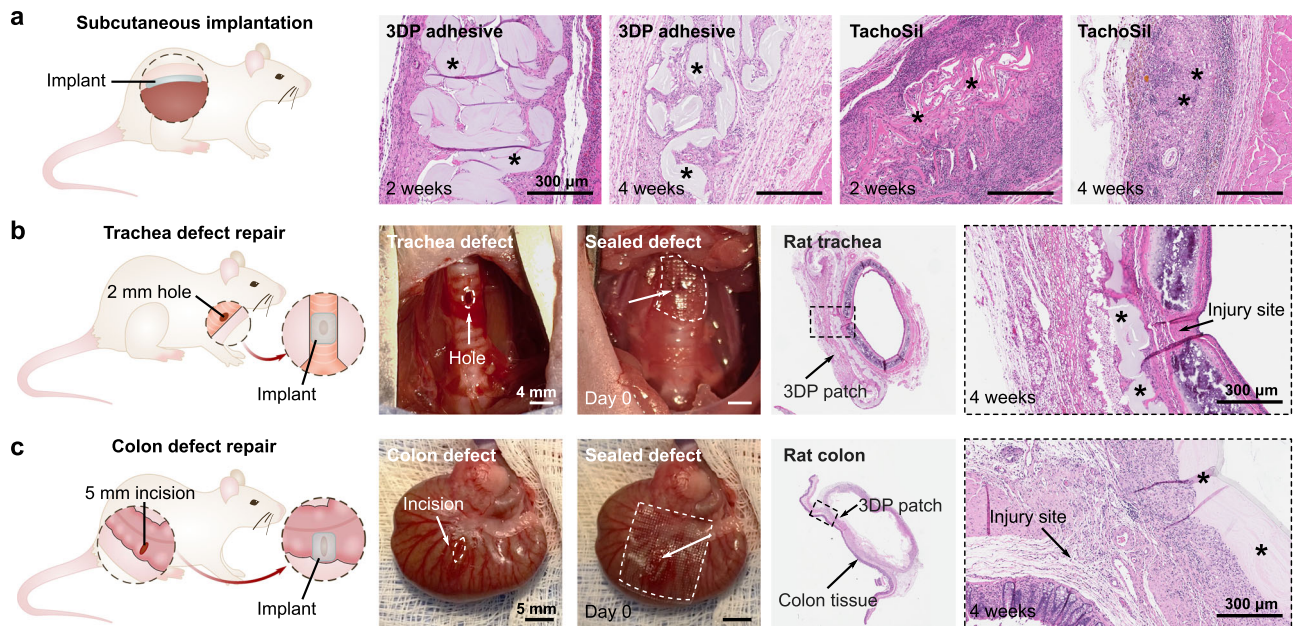 a
Subcutaneous implantation
Implant
3DP adhesive
*
*
2 weeks
300 µm
3DP adhesive
*
*
4 weeks
TachoSil
*
*
2 weeks
TachoSil
*
*
4 weeks
b
Trachea defect repair
2 mm hole
Implant
Trachea defect
Hole
4 mm
Sealed defect
Day 0
Rat trachea
3DP patch
*
*
Injury site
4 weeks
300 µm
c
Colon defect repair
5 mm incision
Implant
Colon defect
Incision
5 mm
Sealed defect
Day 0
Rat colon
3DP patch
Colon tissue
*
*
Injury site
4 weeks
300 µm